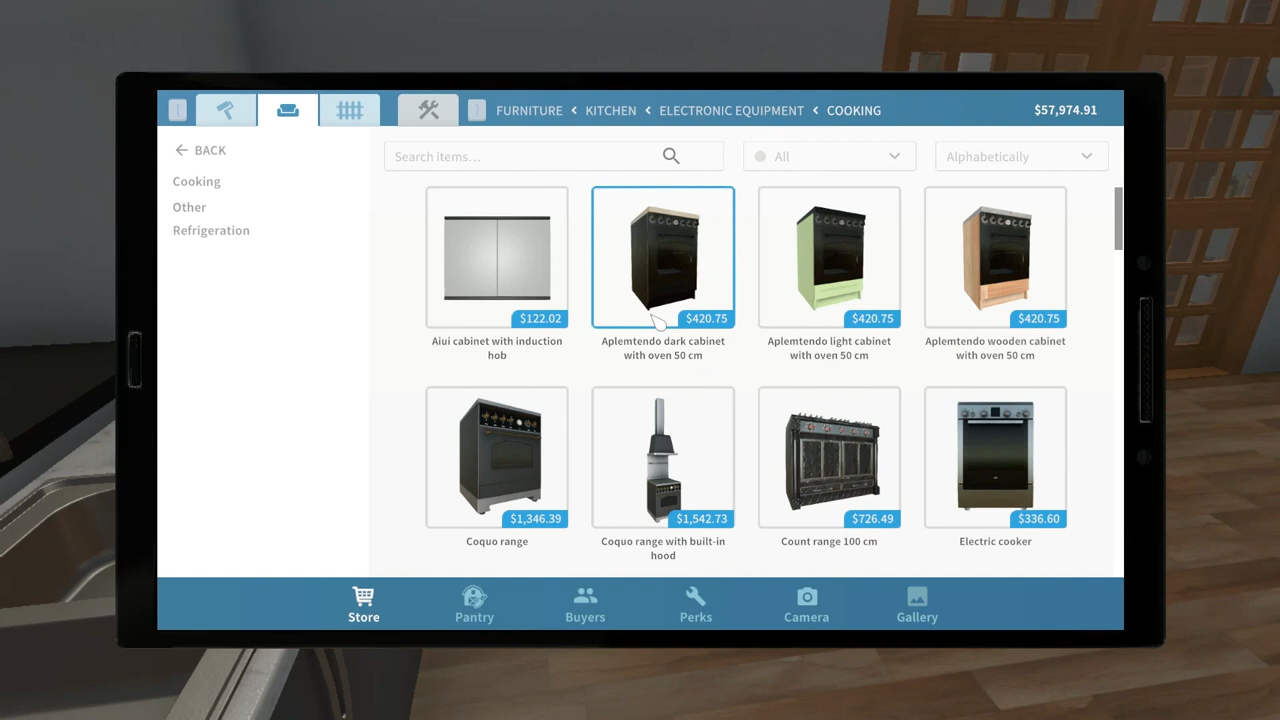 FURNITURE < KITCHEN < ELECTRONIC EQUIPMENT < COOKING
$57,974.91
BACK
Cooking
Other
Refrigeration
Search items...
All
Alphabetically
$122.02
$420.75
$420.75
$420.75
Aiui cabinet with induction
hob
Aplemtendo dark cabinet
with oven 50 cm
Aplemtendo light cabinet
with oven 50 cm
Aplemtendo wooden cabinet
with oven 50 cm
$1,346.39
$1,542.73
$726.49
$336.60
Coquo range
Coquo range with built-in
hood
Count range 100 cm
Electric cooker
Store
Pantry
Buyers
Perks
Camera
Gallery